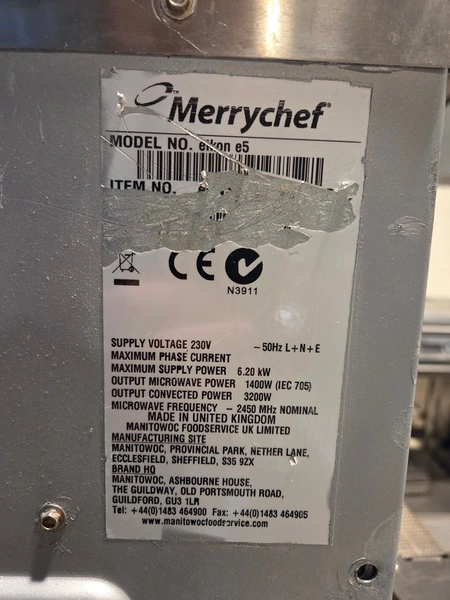 Merrychef
MODEL NO. eikon e5
ITEM NO.
CE
N3911
SUPPLY VOLTAGE 230V ~ 50Hz L+N+E
MAXIMUM PHASE CURRENT
MAXIMUM SUPPLY POWER 6.20 kW
OUTPUT MICROWAVE POWER 1400W (IEC 705)
OUTPUT CONVECTED POWER 3200W
MICROWAVE FREQUENCY – 2450 MHz NOMINAL
MADE IN UNITED KINGDOM
MANITOWOC FOODSERVICE UK LIMITED
MANUFACTURING SITE
MANITOWOC, PROVINCIAL PARK, NETHER LANE,
ECCLESFIELD, SHEFFIELD, S35 9ZX
BRAND HQ
MANITOWOC, ASHBOURNE HOUSE,
THE GUILDWAY, OLD PORTSMOUTH ROAD,
GUILDFORD, GU3 1LR
Tel: +44(0)1483 464900 Fax: +44(0)1483 464905
www.manitowocfoodservice.com